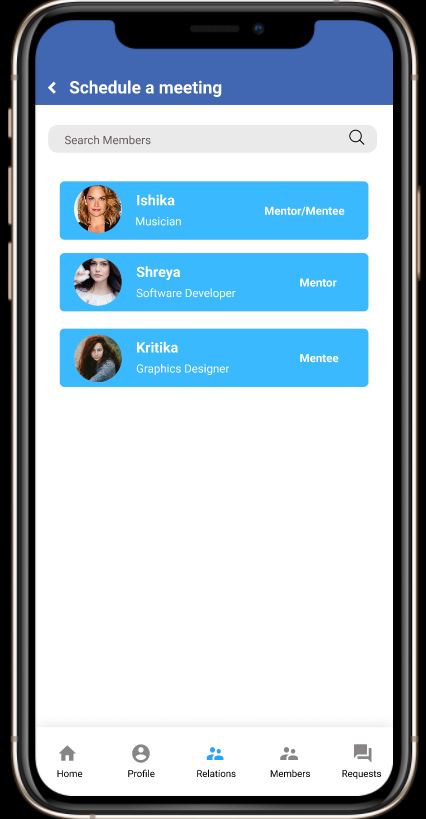 Schedule a meeting
Search Members
Ishika
Musician
Mentor/Mentee
Shreya
Software Developer
Mentor
Kritika
Graphics Designer
Mentee
Home Profile Relations Members Requests